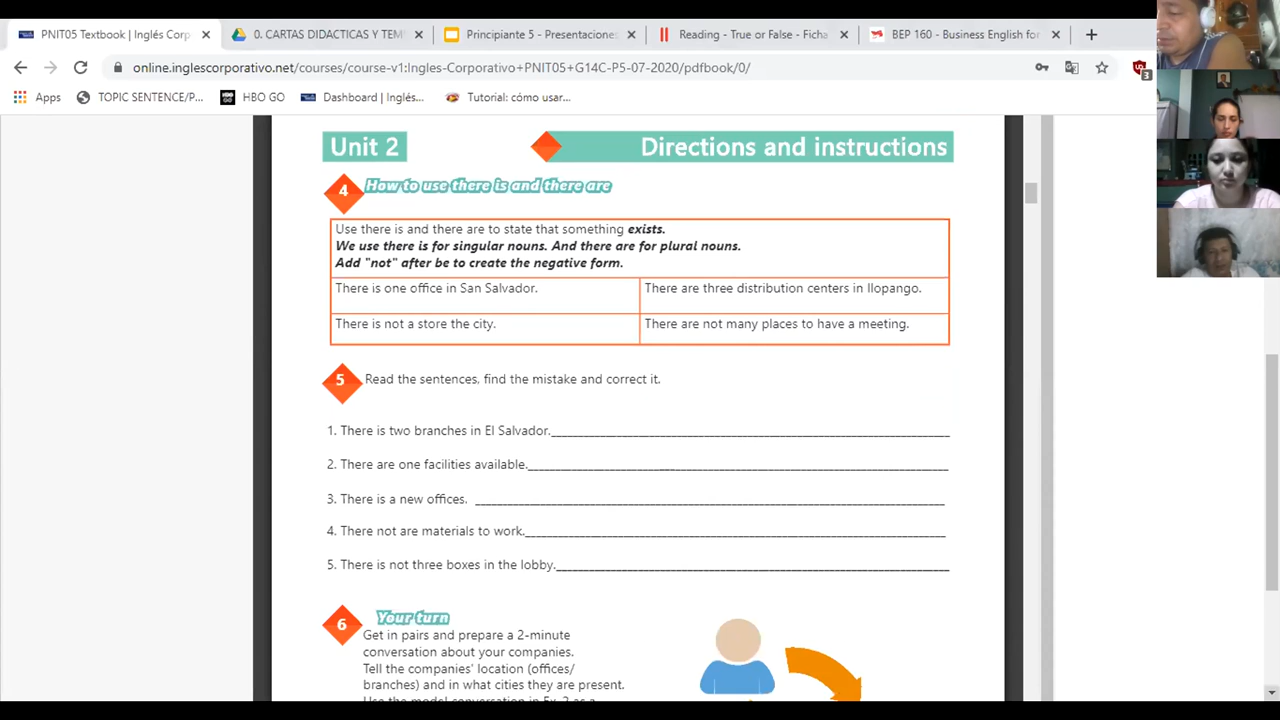 PNIT05 Textbook | Inglés Corp
0. CARTAS DIDACTICAS Y TEM
Principiante 5 - Presentaciones
Reading - True or False - Ficha
BEP 160 - Business English for
online.inglescorporativo.net/courses/course-v1:Ingles-Corporativo+PNIT05+G14C-P5-07-2020/pdfbook/0/
3
Apps
TOPIC SENTENCE/P...
HBO GO
Dashboard | Inglés...
Tutorial: cómo usar...
Unit 2
Directions and instructions
4
How to use there is and there are
Use there is and there are to state that something exists.
We use there is for singular nouns. And there are for plural nouns.
Add "not" after be to create the negative form.
There is one office in San Salvador.
There are three distribution centers in Ilopango.
There is not a store the city.
There are not many places to have a meeting.
5
Read the sentences, find the mistake and correct it.
1. There is two branches in El Salvador.
2. There are one facilities available.
3. There is a new offices.
4. There not are materials to work.
5. There is not three boxes in the lobby.
6
Your turn
Get in pairs and prepare a 2-minute
conversation about your companies.
Tell the companies' location (offices/
branches) and in what cities they are present.
Use the model conversation in Ex. 2 as a